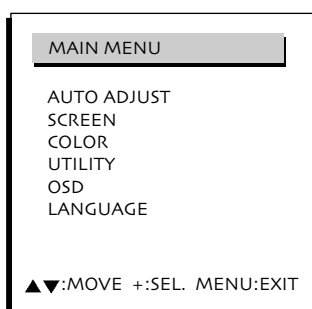 MAIN MENU
AUTO ADJUST
SCREEN
COLOR
UTILITY
OSD
LANGUAGE
▲▼:MOVE +:SEL. MENU:EXIT